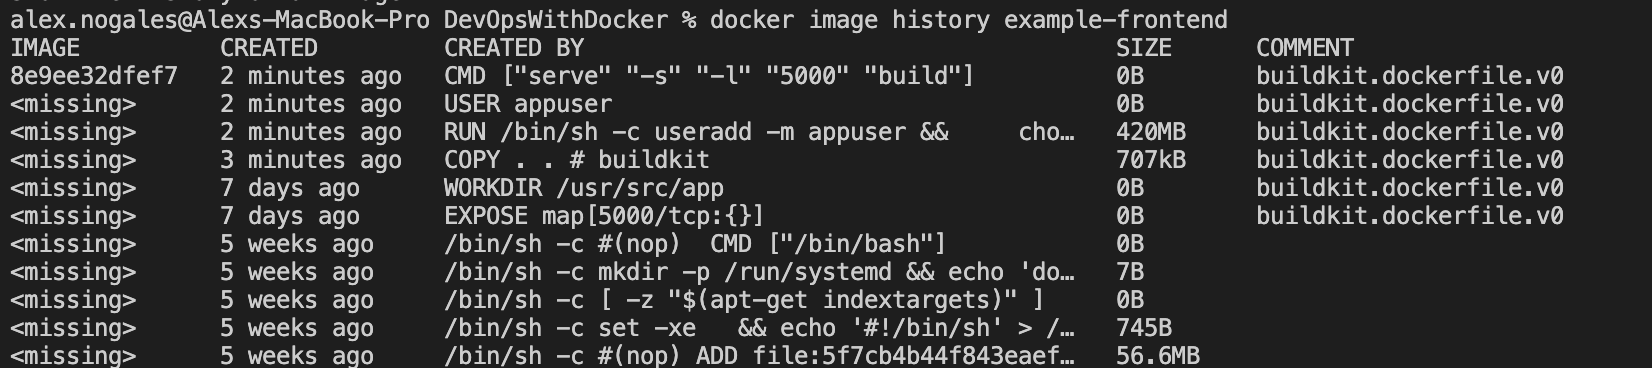 alex.nogales@Alexs-MacBook-Pro DevOpsWithDocker % docker image history example-frontend
IMAGE CREATED CREATED BY SIZE COMMENT
8e9ee32dfef7 2 minutes ago CMD ["serve" "-s" "-l" "5000" "build"] 0B buildkit.dockerfile.v0
<missing> 2 minutes ago USER appuser 0B buildkit.dockerfile.v0
<missing> 2 minutes ago RUN /bin/sh -c useradd -m appuser && cho… 420MB buildkit.dockerfile.v0
<missing> 3 minutes ago COPY . . # buildkit 707kB buildkit.dockerfile.v0
<missing> 7 days ago WORKDIR /usr/src/app 0B buildkit.dockerfile.v0
<missing> 7 days ago EXPOSE map[5000/tcp:{}] 0B buildkit.dockerfile.v0
<missing> 5 weeks ago /bin/sh -c #(nop) CMD ["/bin/bash"] 0B
<missing> 5 weeks ago /bin/sh -c mkdir -p /run/systemd && echo 'do… 7B
<missing> 5 weeks ago /bin/sh -c [ -z "$(apt-get indextargets)" ] 0B
<missing> 5 weeks ago /bin/sh -c set -xe && echo '#!/bin/sh' > /… 745B
<missing> 5 weeks ago /bin/sh -c #(nop) ADD file:5f7cb4b44f843eaef… 56.6MB